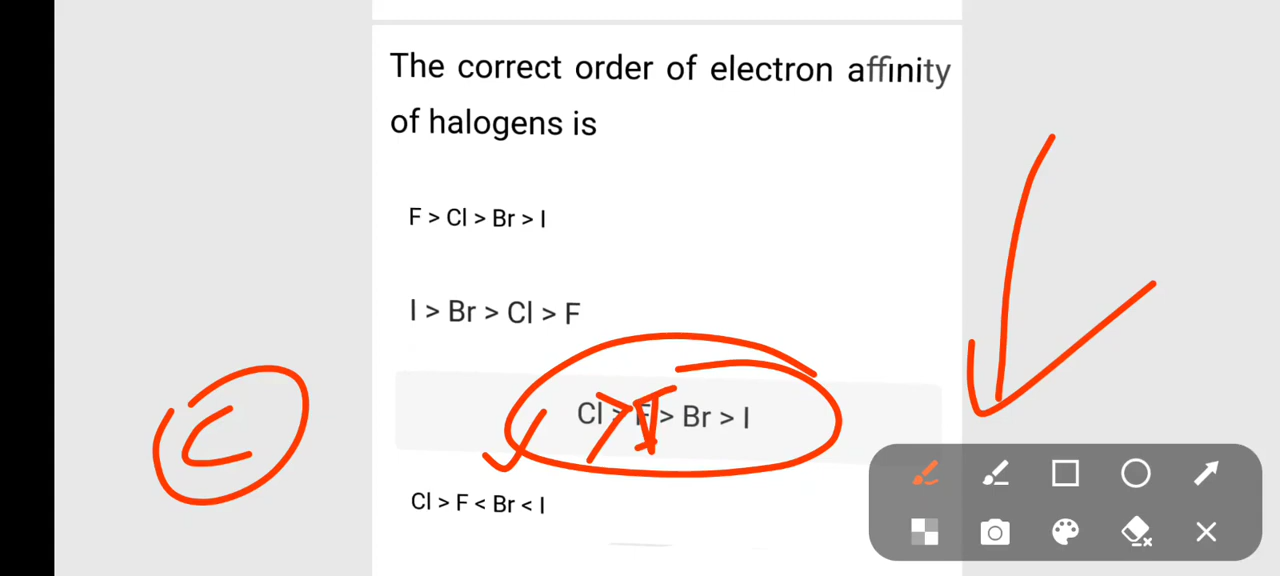 The correct order of electron affinity
of halogens is
F > Cl > Br > I
I > Br > Cl > F
Cl > F > Br > I
C
Cl > F < Br < I